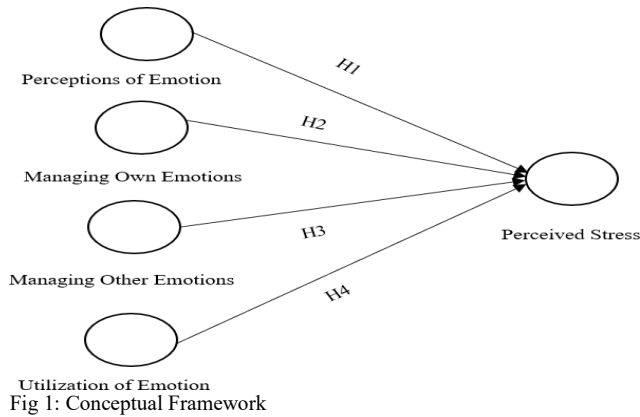 Perceptions of Emotion
H1
Managing Own Emotions
H2
Managing Other Emotions
H3
Utilization of Emotion
H4
Perceived Stress
Fig 1: Conceptual Framework